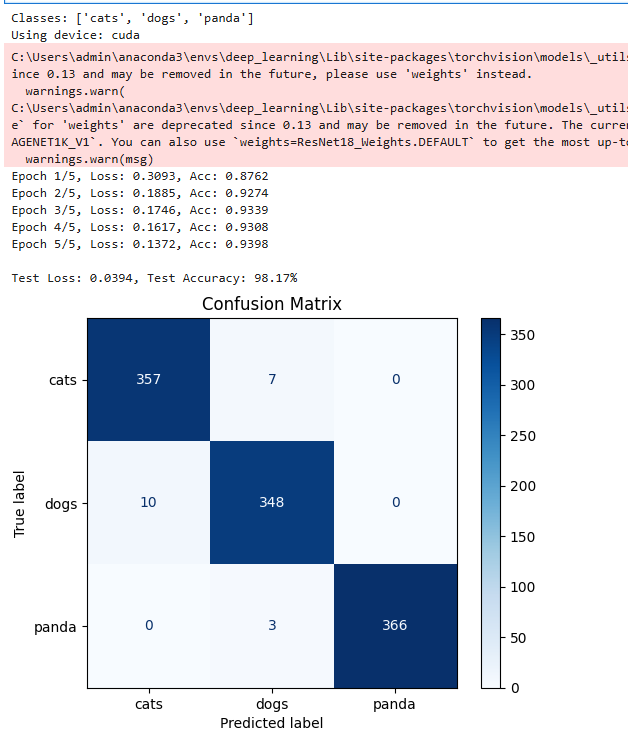 Classes: ['cats', 'dogs', 'panda']
Using device: cuda
C:\Users\admin\anaconda3\envs\deep_learning\Lib\site-packages\torchvision\models\_utils
ince 0.13 and may be removed in the future, please use 'weights' instead.
warnings.warn(
C:\Users\admin\anaconda3\envs\deep_learning\Lib\site-packages\torchvision\models\_utils
e` for 'weights' are deprecated since 0.13 and may be removed in the future. The curre
AGENET1K_V1`. You can also use `weights=ResNet18_Weights.DEFAULT` to get the most up-to
warnings.warn(msg)
Epoch 1/5, Loss: 0.3093, Acc: 0.8762
Epoch 2/5, Loss: 0.1885, Acc: 0.9274
Epoch 3/5, Loss: 0.1746, Acc: 0.9339
Epoch 4/5, Loss: 0.1617, Acc: 0.9308
Epoch 5/5, Loss: 0.1372, Acc: 0.9398
Test Loss: 0.0394, Test Accuracy: 98.17%
Confusion Matrix
cats 357 7 0
dogs 10 348 0
panda 0 3 366
cats dogs panda
Predicted label
True label
350
300
250
200
150
100
50
0